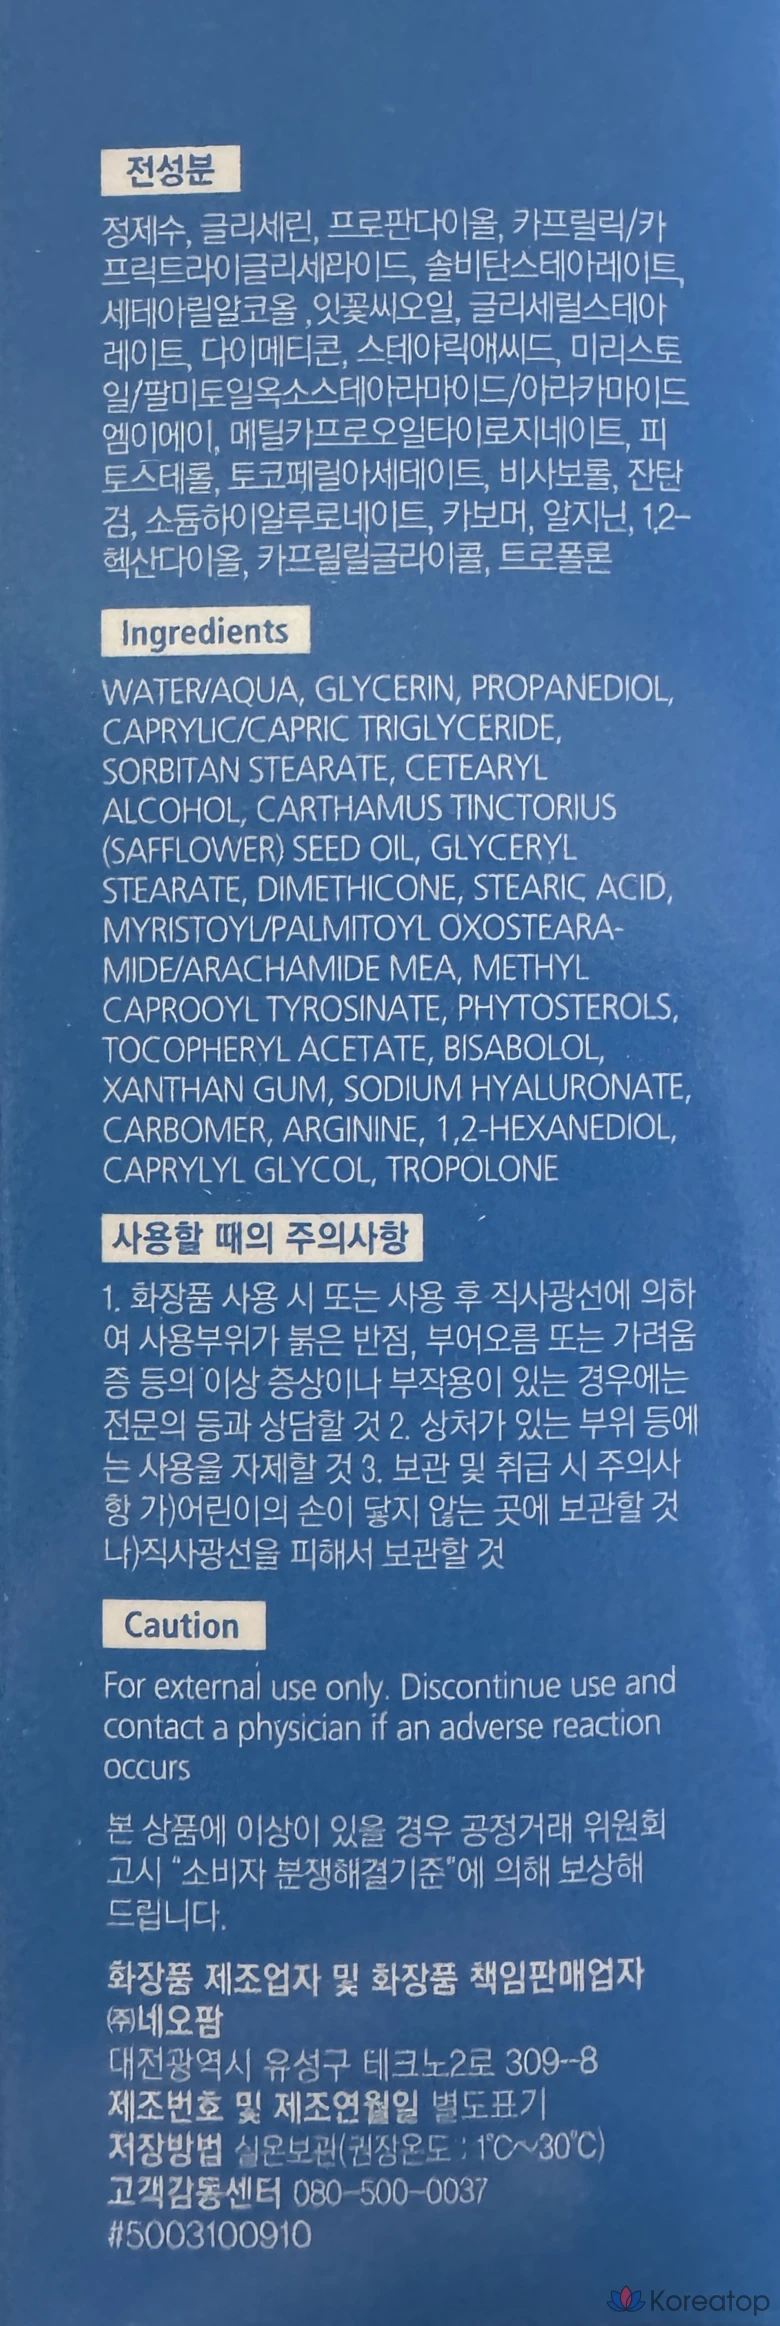 전성분
정제수, 글리세린, 프로판다이올, 카프릴릭/카
프릭트라이글리세라이드, 솔비탄스테아레이트,
세테아릴알코올 ,잇꽃씨오일, 글리세릴스테아
레이트, 다이메티콘, 스테아릭애씨드, 미리스토
일/팔미토일옥소스테아라마이드/아라카마이드
엠이에이, 메틸카프로오일타이로지네이트, 피
토스테롤, 토코페릴아세테이트, 비사보롤, 잔탄
검, 소듐하이알루로네이트, 카보머, 알지닌, 1,2-
헥산다이올, 카프릴릴글라이콜, 트로폴론
Ingredients
WATER/AQUA, GLYCERIN, PROPANEDIOL,
CAPRYLIC/CAPRIC TRIGLYCERIDE,
SORBITAN STEARATE, CETEARYL
ALCOHOL, CARTHAMUS TINCTORIUS
(SAFFLOWER) SEED OIL, GLYCERYL
STEARATE, DIMETHICONE, STEARIC ACID,
MYRISTOYL/PALMITOYL OXOSTEARA-
MIDE/ARACHAMIDE MEA, METHYL
CAPROOYL TYROSINATE, PHYTOSTEROLS,
TOCOPHERYL ACETATE, BISABOLOL,
XANTHAN GUM, SODIUM HYALURONATE,
CARBOMER, ARGININE, 1,2-HEXANEDIOL,
CAPRYLYL GLYCOL, TROPOLONE
사용할 때의 주의사항
1. 화장품 사용 시 또는 사용 후 직사광선에 의하
여 사용부위가 붉은 반점, 부어오름 또는 가려움
증 등의 이상 증상이나 부작용이 있는 경우에는
전문의 등과 상담할 것 2. 상처가 있는 부위 등에
는 사용을 자제할 것 3. 보관 및 취급 시 주의사
항 가)어린이의 손이 닿지 않는 곳에 보관할 것
나)직사광선을 피해서 보관할 것
Caution
For external use only. Discontinue use and
contact a physician if an adverse reaction
occurs
본 상품에 이상이 있을 경우 공정거래 위원회
고시 "소비자 분쟁해결기준"에 의해 보상해
드립니다.
화장품 제조업자 및 화장품 책임판매업자
㈜네오팜
대전광역시 유성구 테크노2로 309--8
제조번호 및 제조연월일 별도표기
저장방법 실온보관(권장온도 : 1℃~30℃)
고객감동센터 080-500-0037
#5003100910
Koreatop